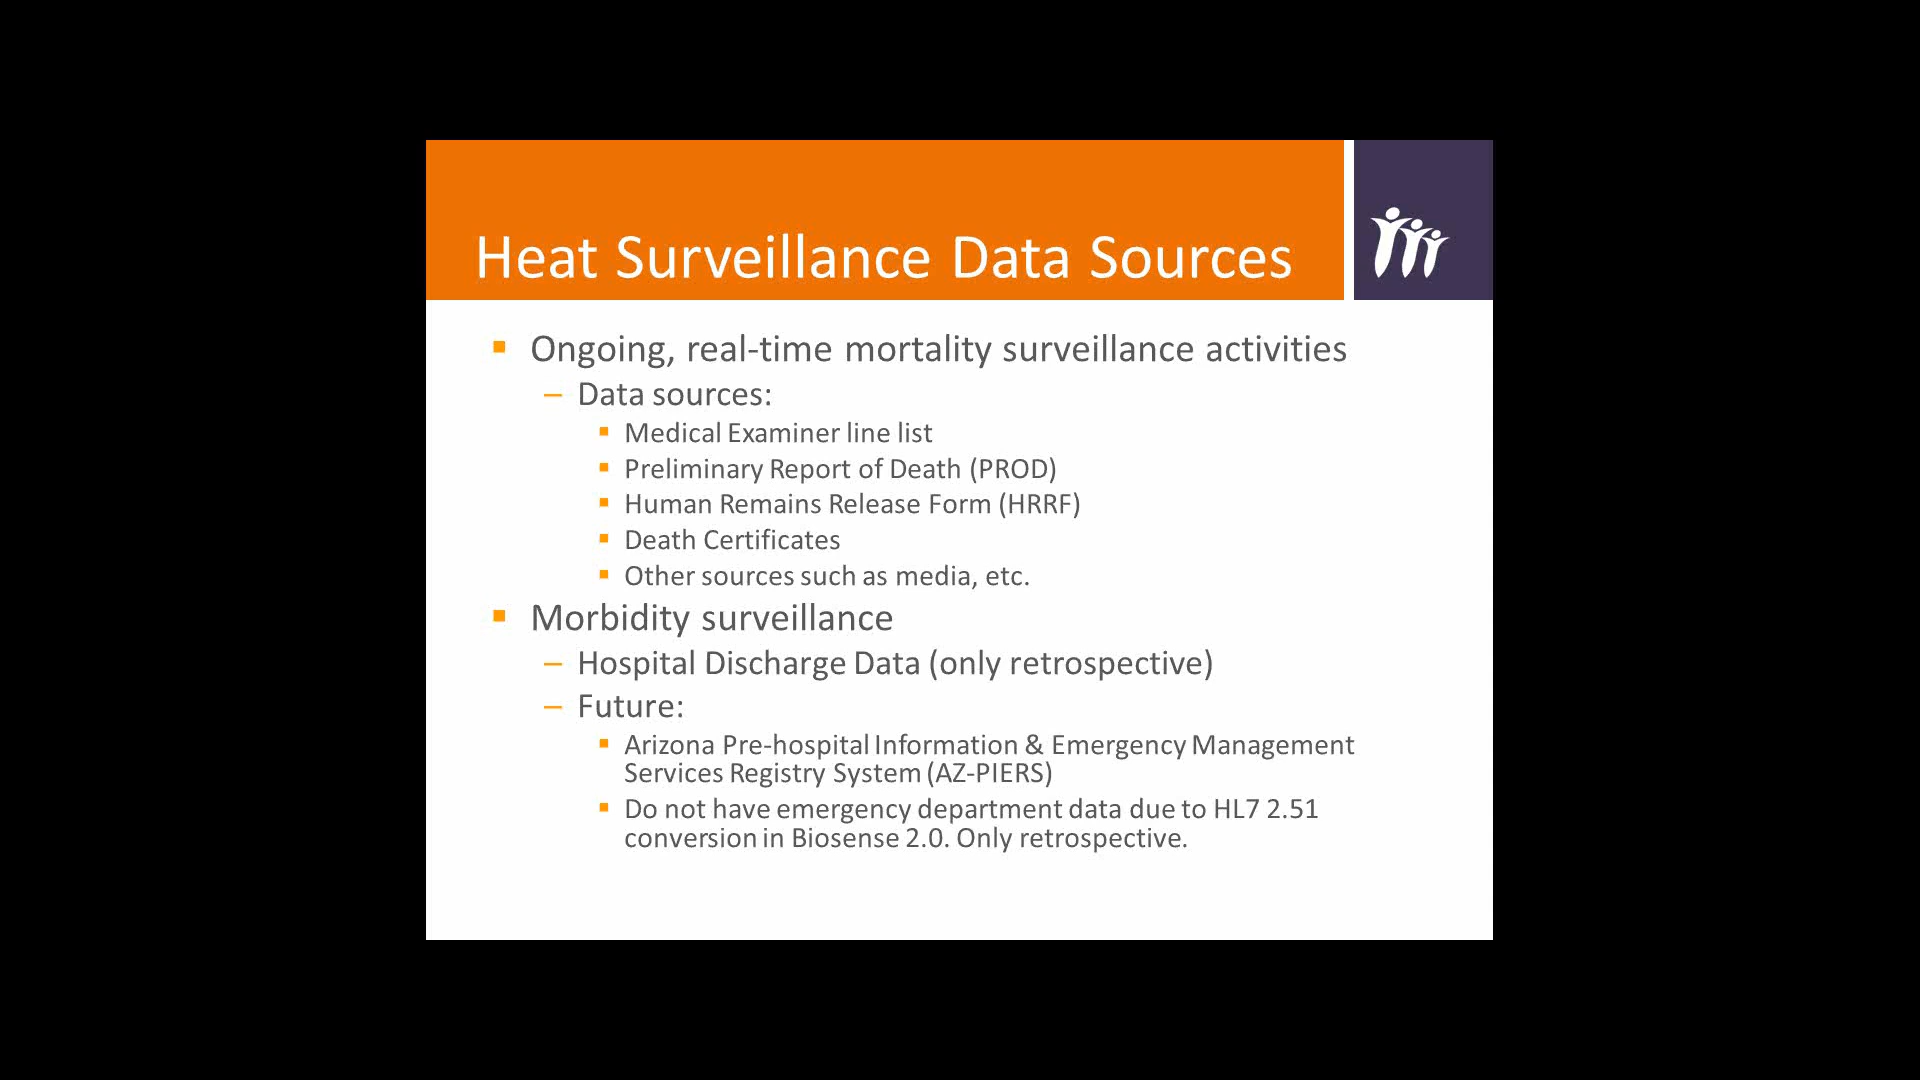 Heat Surveillance Data Sources
Ongoing, real-time mortality surveillance activities
– Data sources:
Medical Examiner line list
Preliminary Report of Death (PROD)
Human Remains Release Form (HRRF)
Death Certificates
Other sources such as media, etc.
Morbidity surveillance
– Hospital Discharge Data (only retrospective)
– Future:
Arizona Pre-hospital Information & Emergency Management
Services Registry System (AZ-PIERS)
Do not have emergency department data due to HL7 2.51
conversion in Biosense 2.0. Only retrospective.